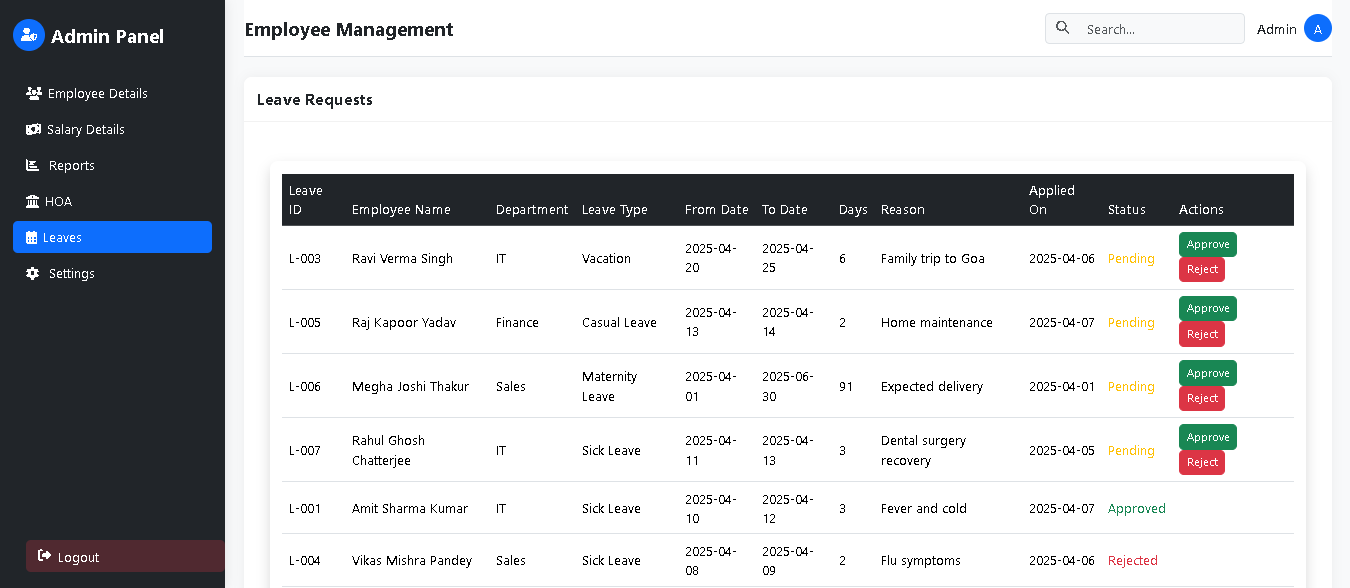 Admin Panel
Employee Details
Salary Details
Reports
HOA
Leaves
Settings
Logout
Employee Management
Search...
Admin
A
Leave Requests
Leave
ID
Employee Name
Department
Leave Type
From Date
To Date
Days
Reason
Applied
On
Status
Actions
L-003
Ravi Verma Singh
IT
Vacation
2025-04-
20
2025-04-
25
6
Family trip to Goa
2025-04-06
Pending
Approve
Reject
L-005
Raj Kapoor Yadav
Finance
Casual Leave
2025-04-
13
2025-04-
14
2
Home maintenance
2025-04-07
Pending
Approve
Reject
L-006
Megha Joshi Thakur
Sales
Maternity
Leave
2025-04-
01
2025-06-
30
91
Expected delivery
2025-04-01
Pending
Approve
Reject
L-007
Rahul Ghosh
Chatterjee
IT
Sick Leave
2025-04-
11
2025-04-
13
3
Dental surgery
recovery
2025-04-05
Pending
Approve
Reject
L-001
Amit Sharma Kumar
IT
Sick Leave
2025-04-
10
2025-04-
12
3
Fever and cold
2025-04-07
Approved
L-004
Vikas Mishra Pandey
Sales
Sick Leave
2025-04-
08
2025-04-
09
2
Flu symptoms
2025-04-06
Rejected